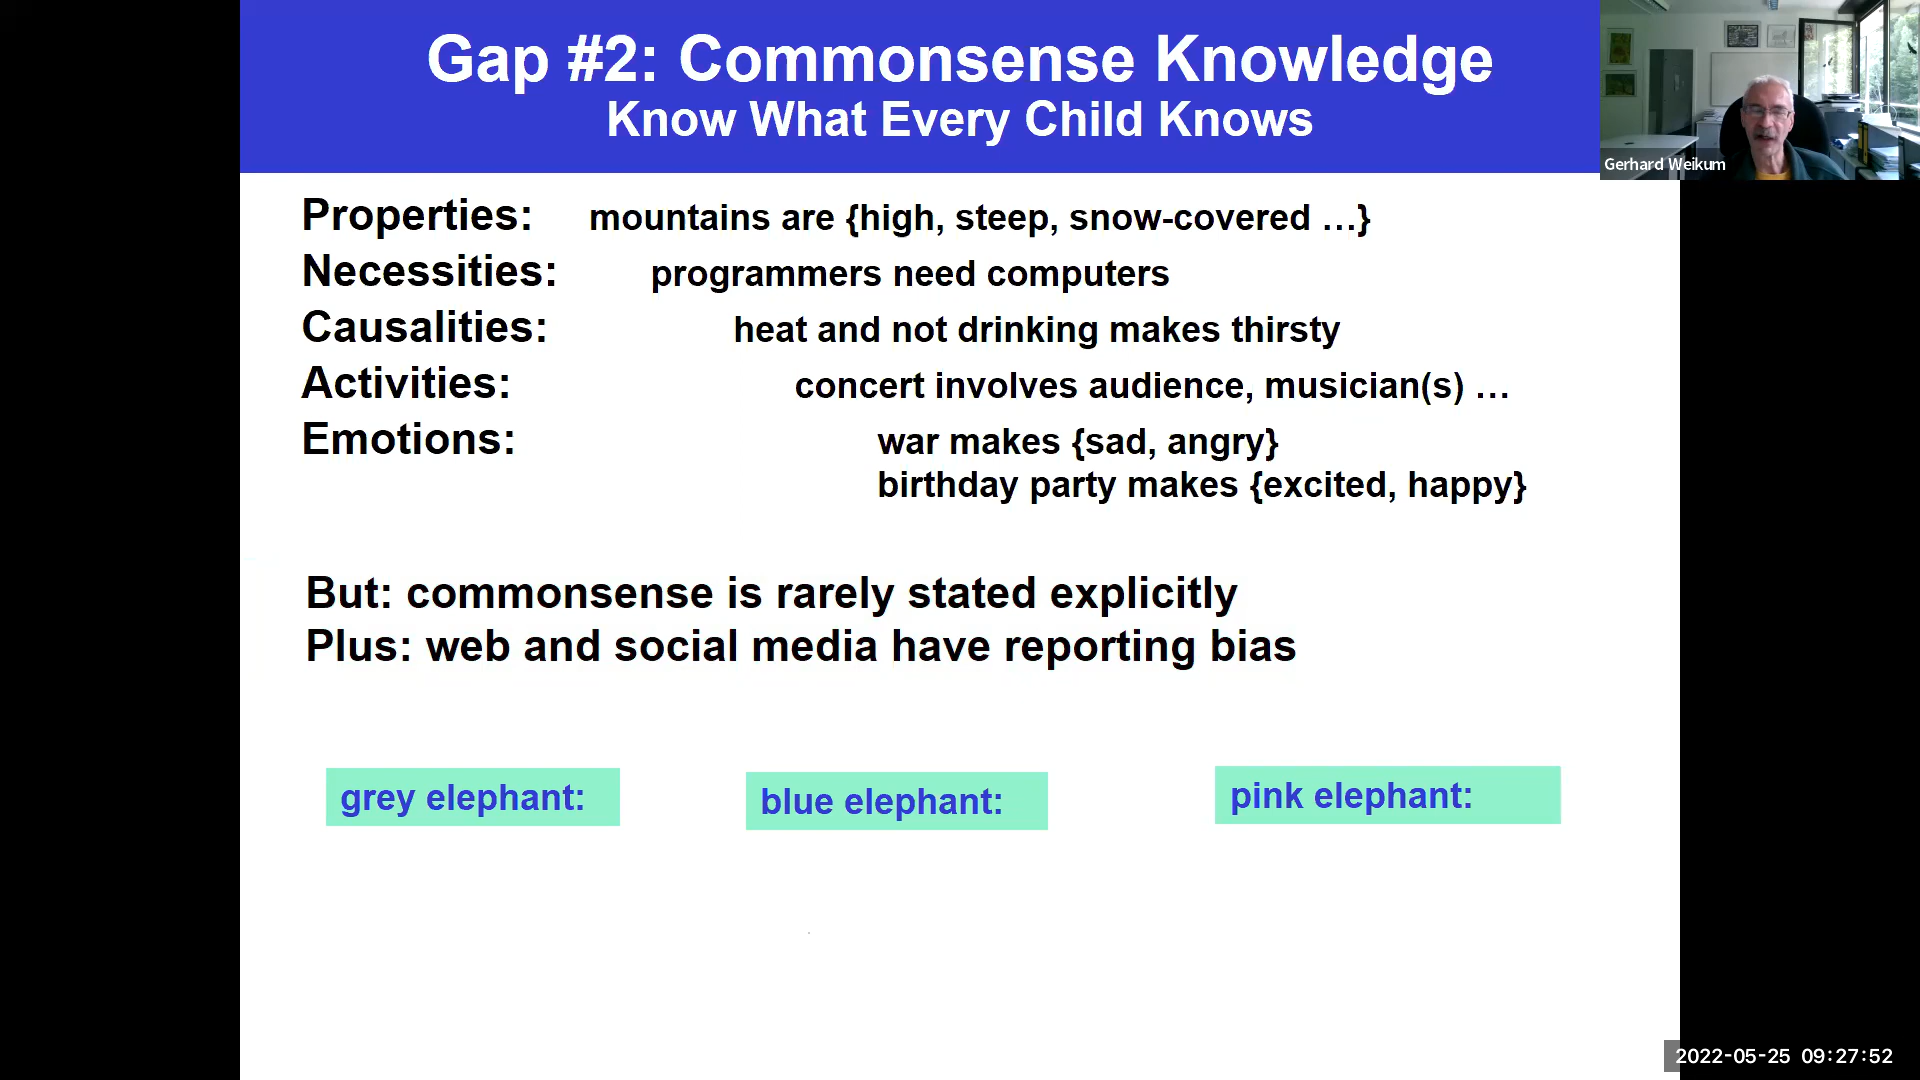 Gap #2: Commonsense Knowledge
Know What Every Child Knows
Gerhard Weikum
Properties: mountains are {high, steep, snow-covered …}
Necessities: programmers need computers
Causalities: heat and not drinking makes thirsty
Activities: concert involves audience, musician(s) …
Emotions: war makes {sad, angry}
birthday party makes {excited, happy}
But: commonsense is rarely stated explicitly
Plus: web and social media have reporting bias
grey elephant: blue elephant: pink elephant:
2022-05-25 09:27:52